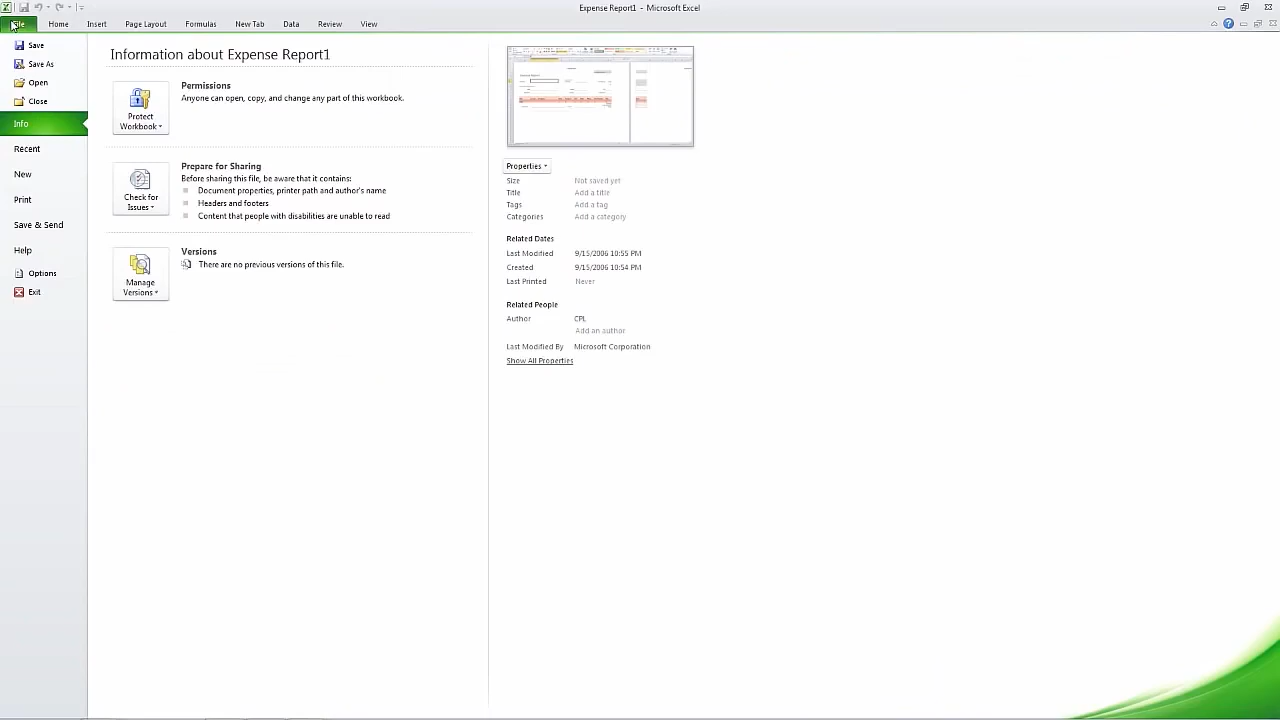 Expense Report1 - Microsoft Excel
Home Insert Page Layout Formulas New Tab Data Review View
Save
Save As
Open
Close
Info
Recent
New
Print
Save & Send
Help
Options
Exit
Information about Expense Report1
Protect
Workbook
Permissions
Anyone can open, copy and change any part of this workbook.
Check for
Issues
Prepare for Sharing
Before sharing this file, be aware that it contains:
Document properties, printer path and author's name
Headers and footers
Content that people with disabilities are unable to read
Manage
Versions
Versions
There are no previous versions of this file.
Properties
Size Not saved yet
Title Add a title
Tags Add a tag
Categories Add a category
Related Dates
Last Modified 9/15/2006 10:55 PM
Created 9/15/2006 10:54 PM
Last Printed Never
Related People
Author CPL
Add an author
Last Modified By Microsoft Corporation
Show All Properties